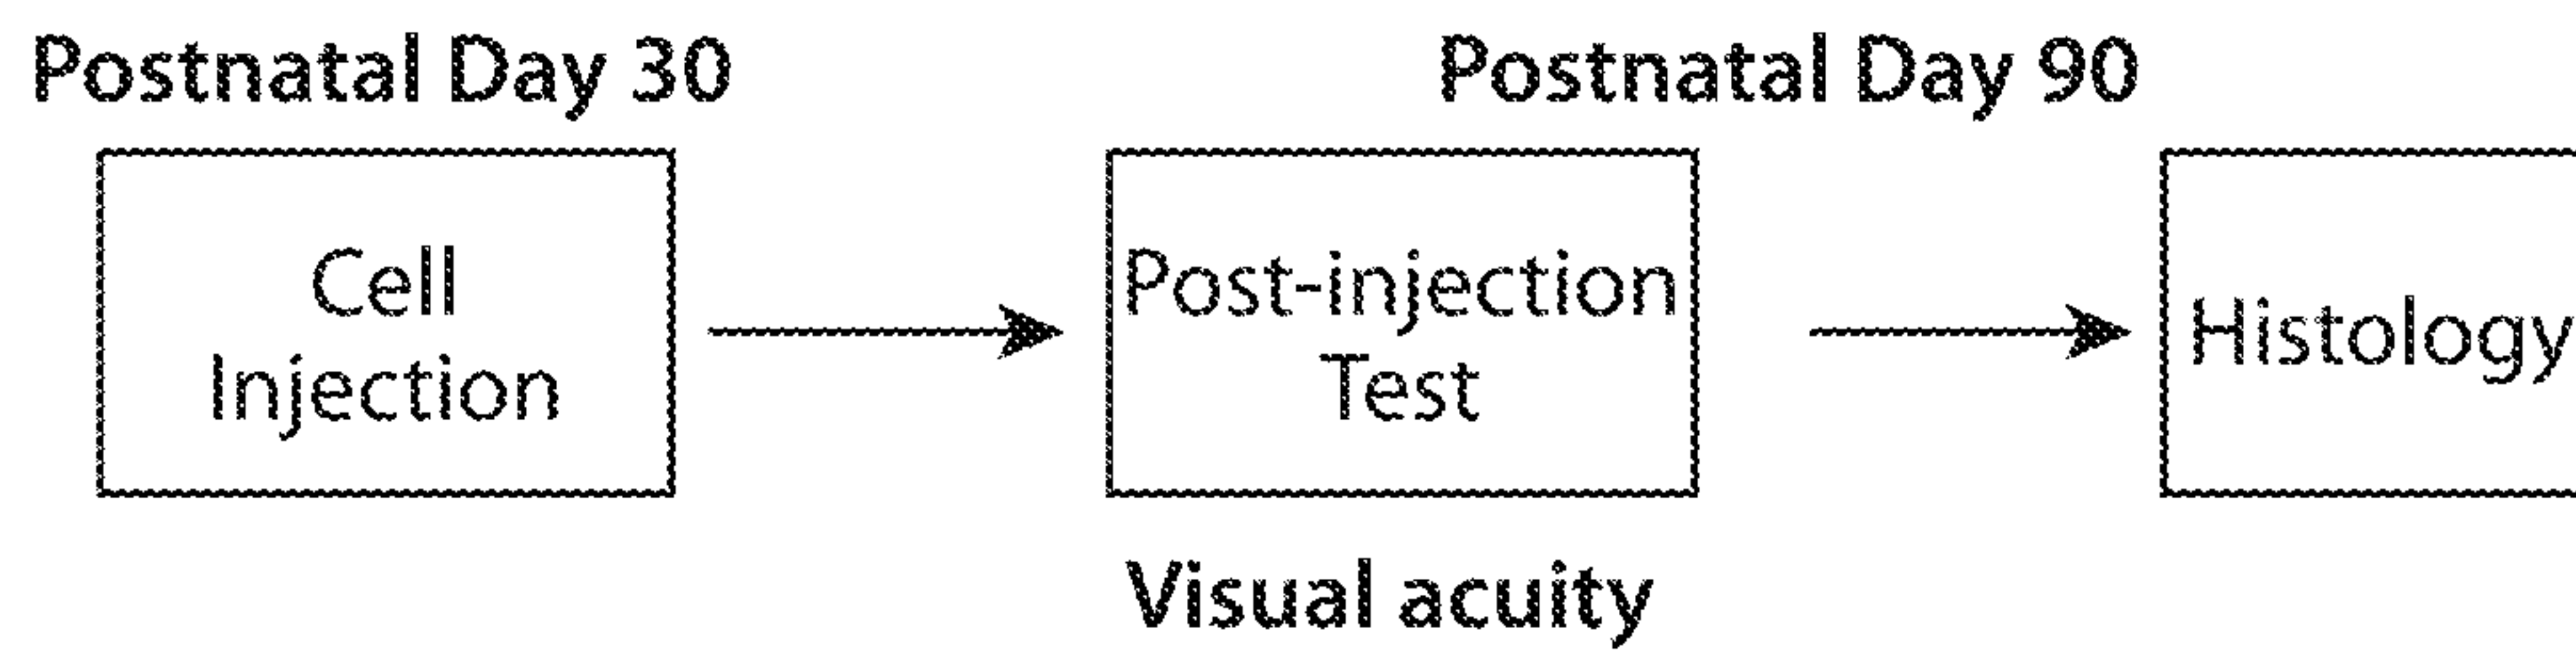 Postnatal Day 30
Postnatal Day 90
Cell
Injection
Post-injection
Test
Histology
Visual acuity